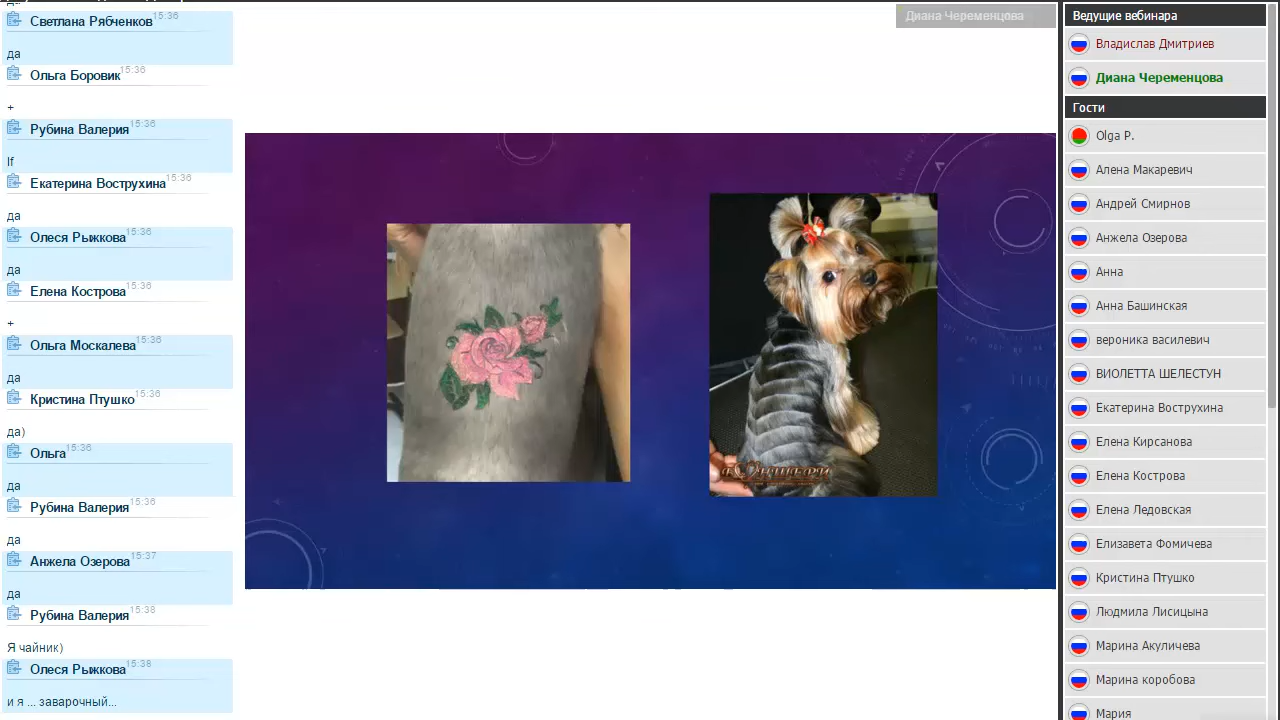 Светлана Рябченков 15:36
да
Ольга Боровик 15:36
+
Рубина Валерия 15:36
lf
Екатерина Вострухина 15:36
да
Олеся Рыжкова 15:36
да
Елена Кострова 15:36
+
Ольга Москалева 15:36
да
Кристина Птушко 15:36
да)
Ольга 15:36
да
Рубина Валерия 15:36
да
Анжела Озерова 15:37
да
Рубина Валерия 15:38
Я чайник)
Олеся Рыжкова 15:38
и я ... заварочный...
Диана Череменцова
Ведущие вебинара
Владислав Дмитриев
Диана Череменцова
Гости
Olga P.
Алена Макаревич
Андрей Смирнов
Анжела Озерова
Анна
Анна Башинская
вероника василевич
ВИОЛЕТТА ШЕЛЕСТУН
Екатерина Вострухина
Елена Кирсанова
Елена Кострова
Елена Ледовская
Елизавета Фомичева
Кристина Птушко
Людмила Лисицына
Марина Акуличева
Марина коробова
Мария